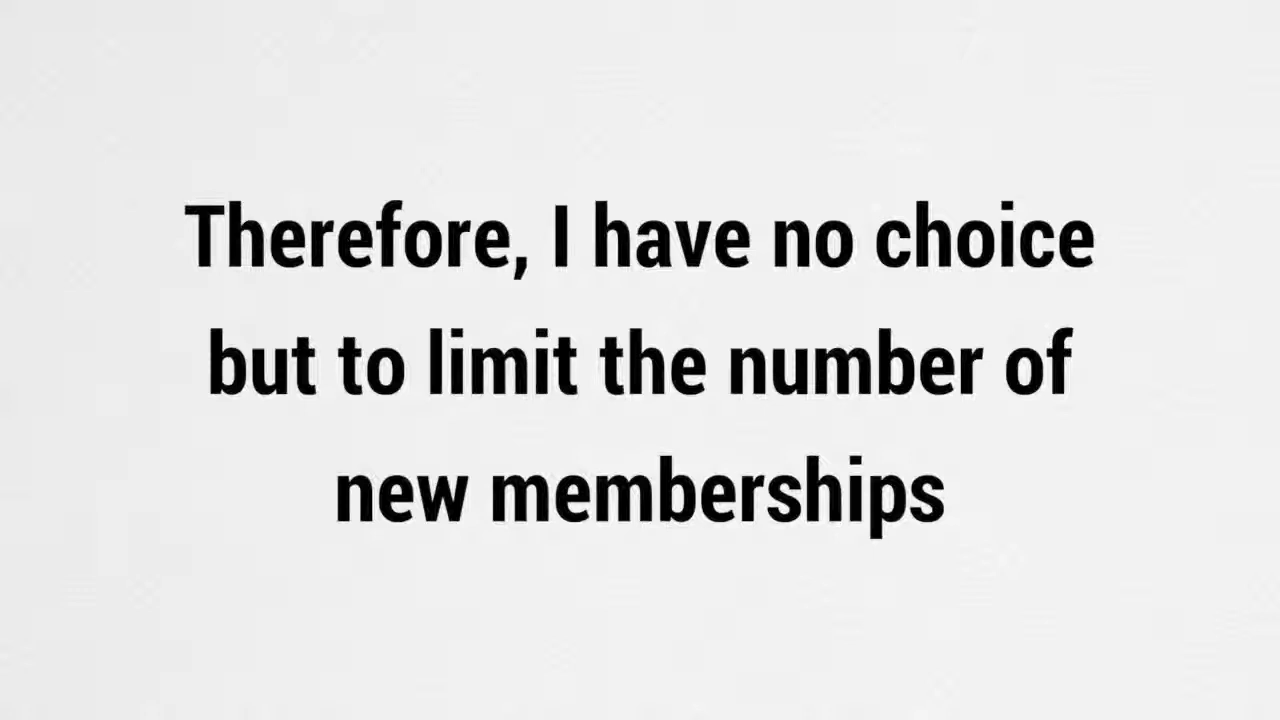 Therefore, I have no choice
but to limit the number of
new memberships